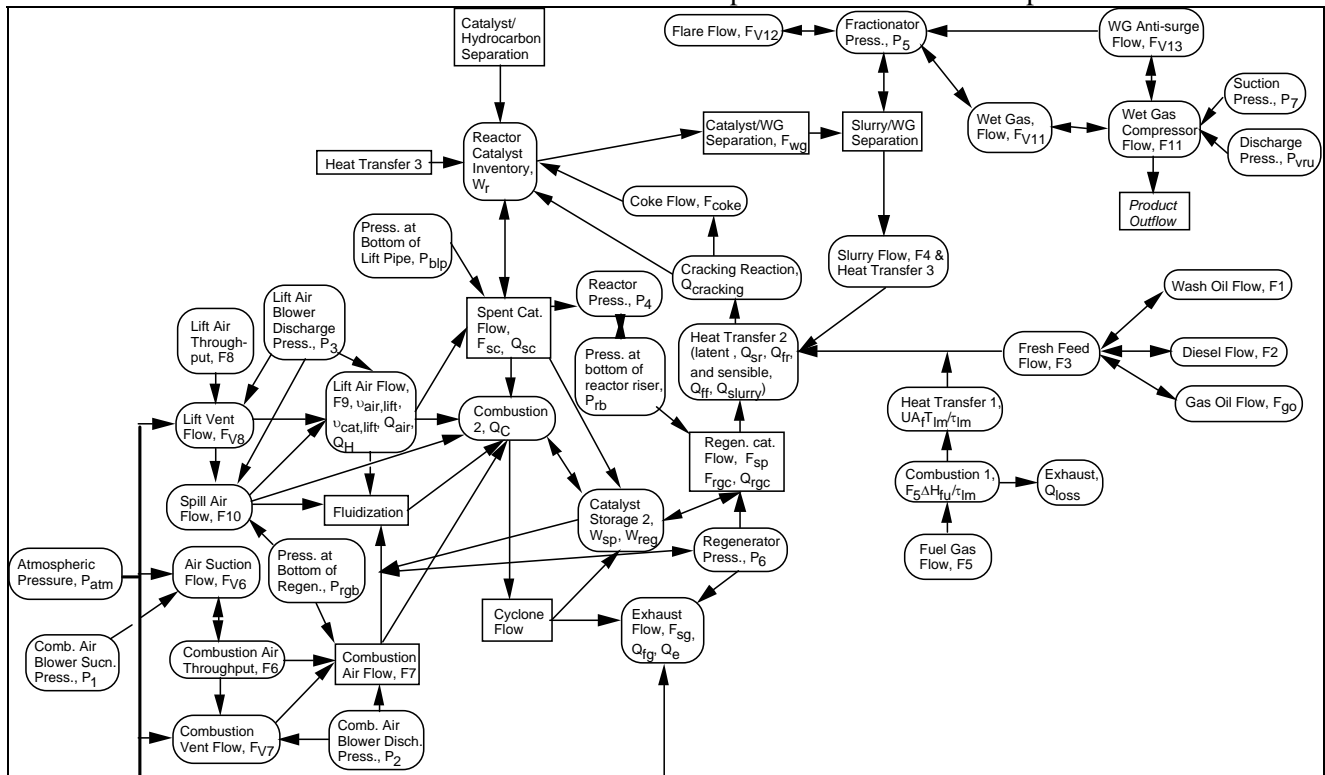 Catalyst/
Hydrocarbon
Separation
Flare Flow, FV12
Fractionator
Press., P5
WG Anti-surge
Flow, FV13
Suction
Press., P7
Heat Transfer 3
Reactor
Catalyst
Inventory,
Wr
Catalyst/WG
Separation, Fwg
Slurry/WG
Separation
Wet Gas,
Flow, FV11
Wet Gas
Compressor
Flow, F11
Discharge
Press., Pvru
Coke Flow, Fcoke
Product
Outflow
Press. at
Bottom of
Lift Pipe, Pblp
Cracking Reaction,
Qcracking
Slurry Flow, F4 &
Heat Transfer 3
Reactor
Press., P4
Wash Oil Flow, F1
Lift Air
Blower
Discharge
Press., P3
Lift Air
Through-
put, F8
Spent Cat.
Flow,
Fsc, Qsc
Heat Transfer 2
(latent , Qsr, Qfr,
and sensible,
Qff, Qslurry)
Fresh Feed
Flow, F3
Diesel Flow, F2
Press. at
bottom of
reactor riser,
Prb
Gas Oil Flow, Fgo
Lift Air Flow,
F9, υair,lift,
υcat,lift, Qair,
QH
Lift Vent
Flow, FV8
Combustion
2, QC
Heat Transfer 1,
UAfTlm/τlm
Regen. cat.
Flow, Fsp
Frgc, Qrgc
Combustion 1,
F5ΔHfu/τlm
Exhaust,
Qloss
Spill Air
Flow, F10
Fluidization
Catalyst
Storage 2,
Wsp, Wreg
Regenerator
Press., P6
Fuel Gas
Flow, F5
Atmospheric
Pressure, Patm
Air Suction
Flow, FV6
Press. at
Bottom of
Regen., Prgb
Cyclone
Flow
Exhaust
Flow, Fsg,
Qfg, Qe
Comb. Air
Blower Sucn.
Press., P1
Combustion Air
Throughput, F6
Combustion
Air Flow, F7
Combustion
Vent Flow, FV7
Comb. Air
Blower Disch.
Press., P2